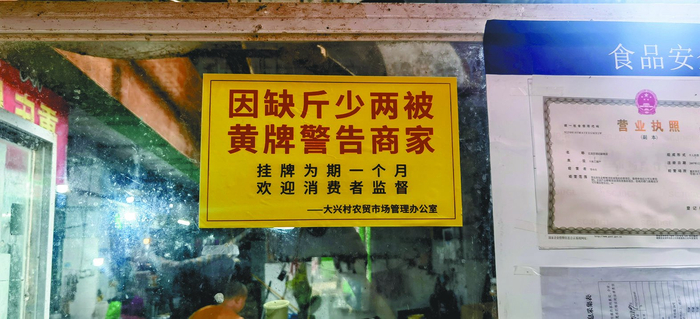 因缺斤少两被
黄牌警告商家
挂牌为期一个月
欢迎消费者监督
——大兴村农贸市场管理办公室
食品安
营业执照
（副本）